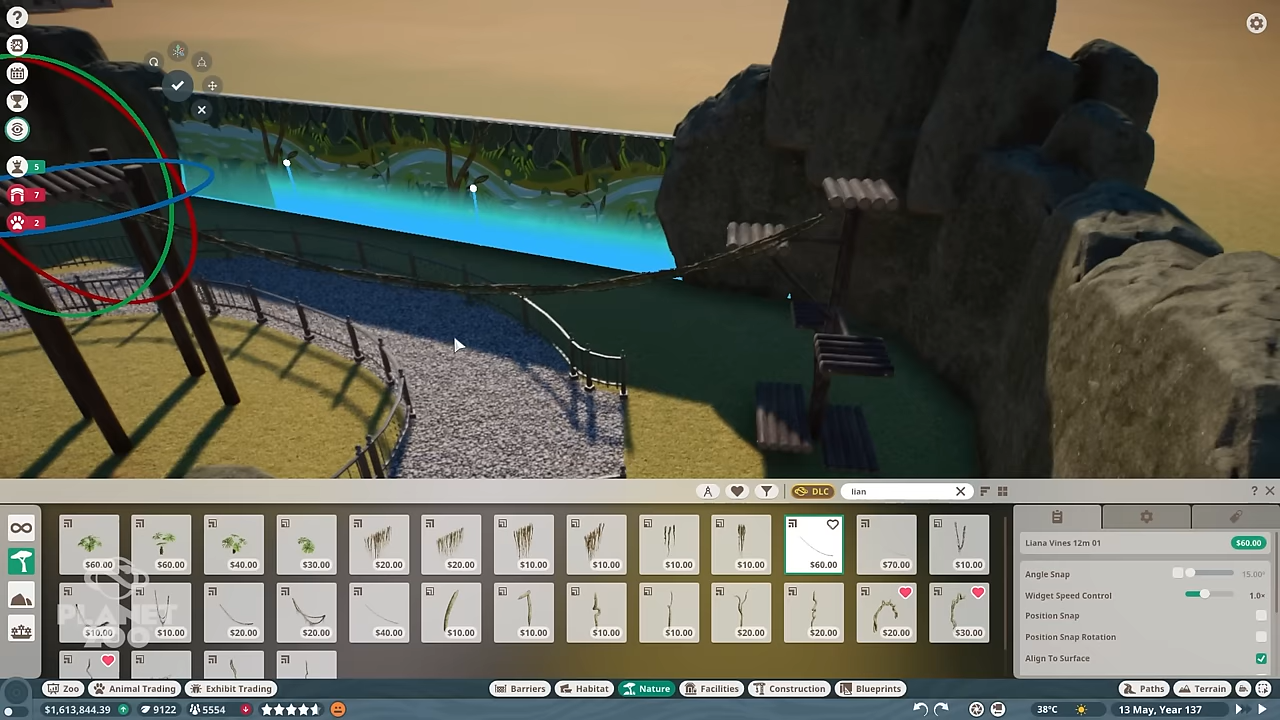 ?
5
7
2
DLC
lian
?
$60.00
$60.00
$40.00
$30.00
$20.00
$20.00
$10.00
$10.00
$10.00
$10.00
$60.00
$70.00
$10.00
$10.00
$10.00
$20.00
$20.00
$40.00
$10.00
$10.00
$10.00
$10.00
$20.00
$20.00
$20.00
$30.00
PLANET
ZOO
Liana Vines 12m 01
$60.00
Angle Snap
15.00°
Widget Speed Control
1.0×
Position Snap
Position Snap Rotation
Align To Surface
Zoo
Animal Trading
Exhibit Trading
Barriers
Habitat
Nature
Facilities
Construction
Blueprints
Paths
Terrain
$1,613,844.39
9122
5554
38°C
13 May, Year 137